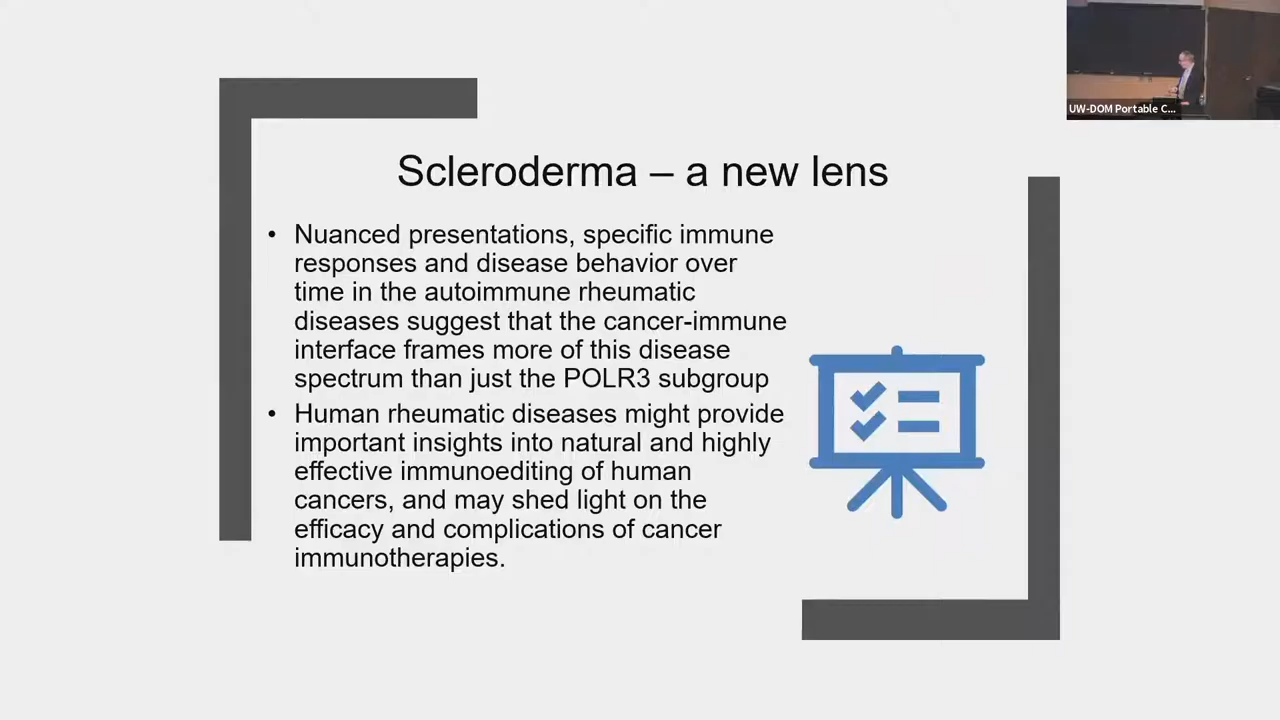 UW-DOM Portable C...
Scleroderma – a new lens
• Nuanced presentations, specific immune
responses and disease behavior over
time in the autoimmune rheumatic
diseases suggest that the cancer-immune
interface frames more of this disease
spectrum than just the POLR3 subgroup
• Human rheumatic diseases might provide
important insights into natural and highly
effective immunoediting of human
cancers, and may shed light on the
efficacy and complications of cancer
immunotherapies.